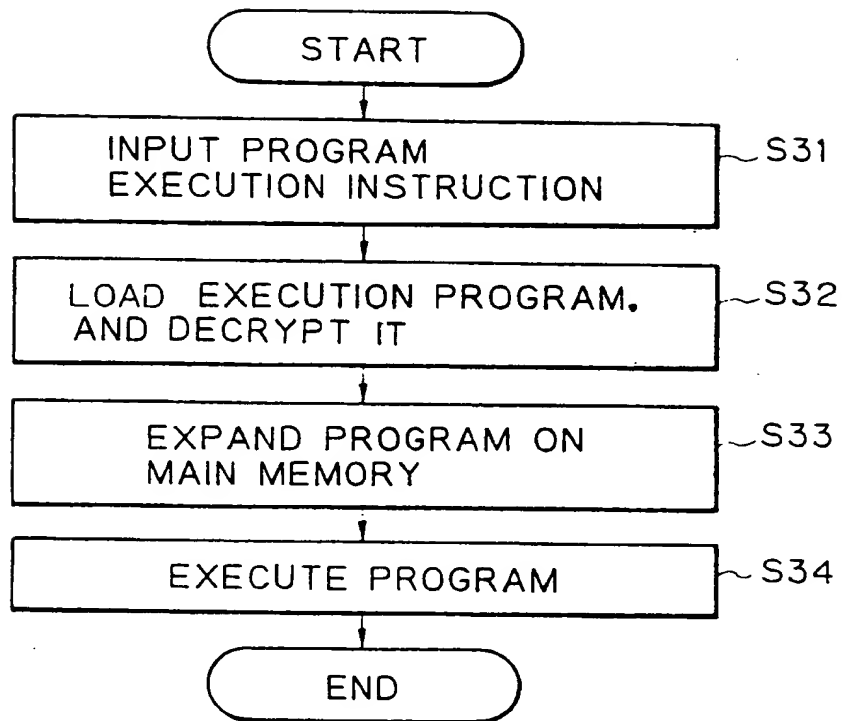 START
INPUT PROGRAM
EXECUTION INSTRUCTION
S31
LOAD EXECUTION PROGRAM.
AND DECRYPT IT
S32
EXPAND PROGRAM ON
MAIN MEMORY
S33
EXECUTE PROGRAM
S34
END